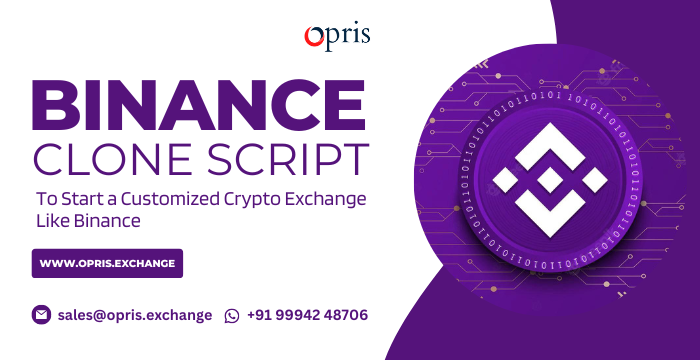 Opris
BINANCE
CLONE SCRIPT
To Start a Customized Crypto Exchange
Like Binance
WWW.OPRIS.EXCHANGE
sales@opris.exchange
+91 99942 48706